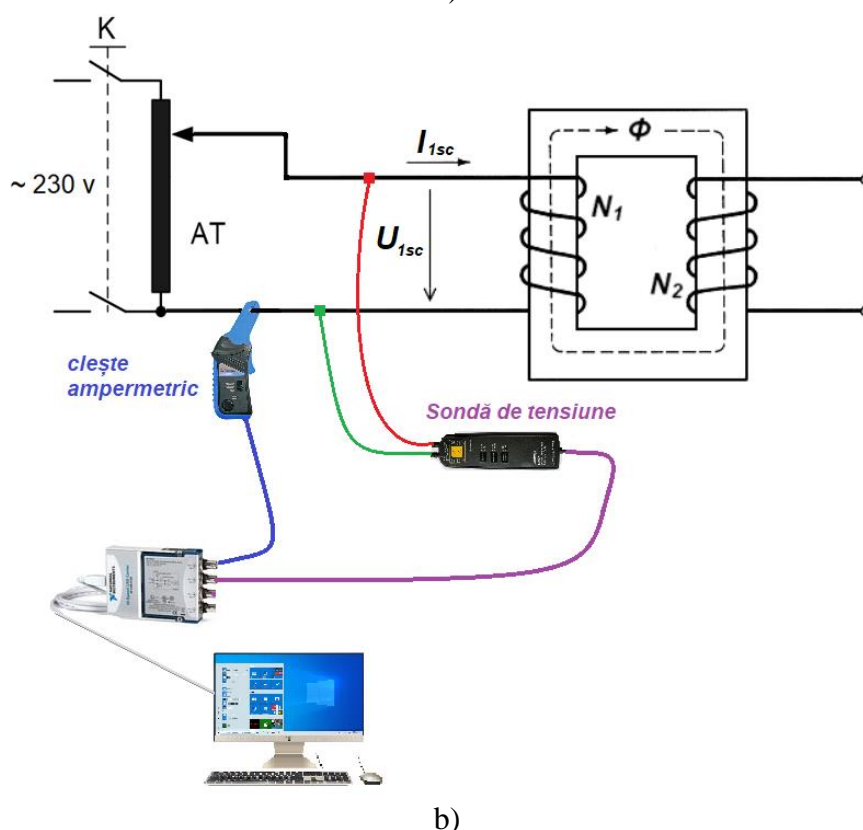 K
~ 230 v
AT
I1sc
U1sc
Φ
N1
N2
clește
ampermetric
Sondă de tensiune
b)